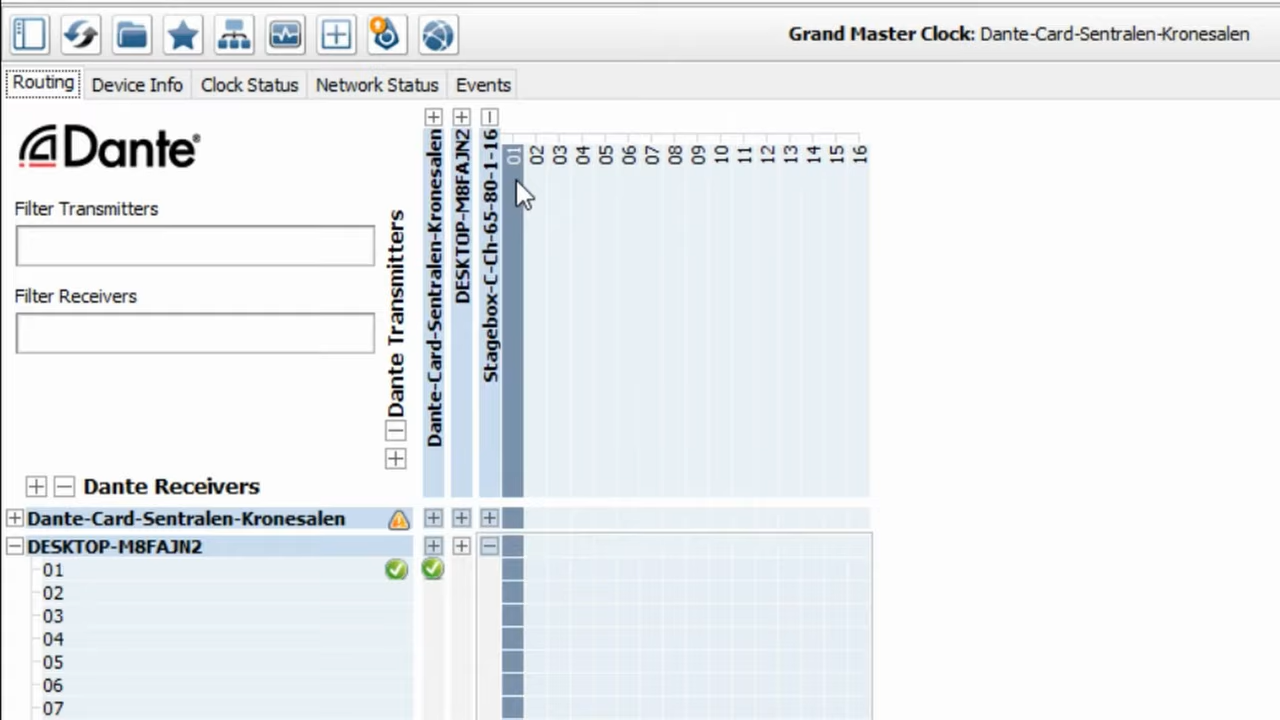 Grand Master Clock: Dante-Card-Sentralen-Kronesalen
Routing
Device Info
Clock Status
Network Status
Events
Dante®
Filter Transmitters
Filter Receivers
Dante Transmitters
Dante-Card-Sentralen-Kronesalen
DESKTOP-M8FAJN2
Stagebox-C-Ch-65-80-1-16
01
02
03
04
05
06
07
08
09
10
11
12
13
14
15
16
Dante Receivers
Dante-Card-Sentralen-Kronesalen
DESKTOP-M8FAJN2
01
02
03
04
05
06
07